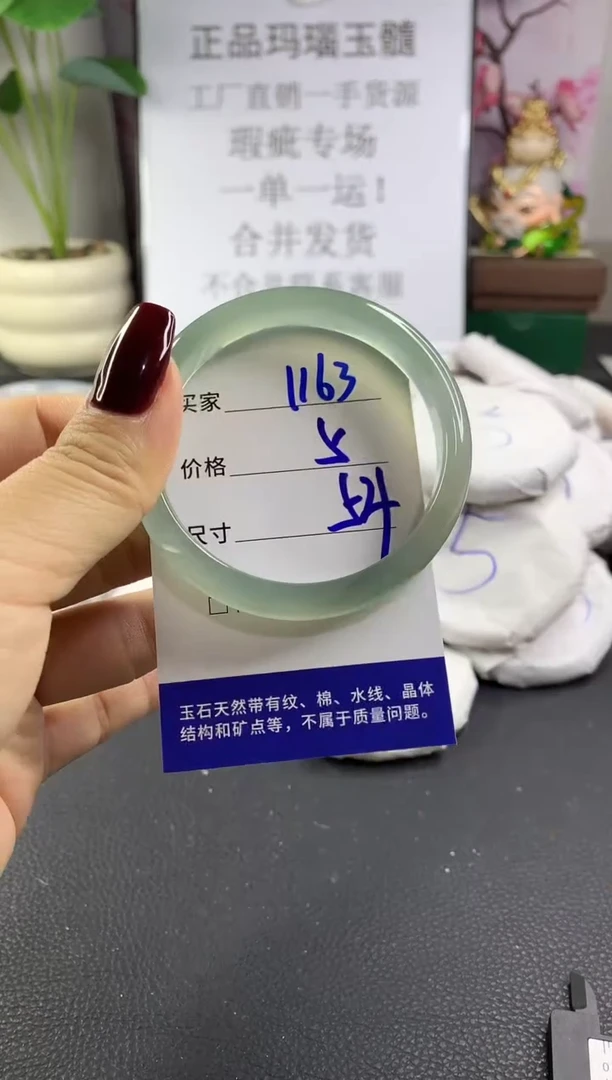 正品玛瑙玉髓
工厂直销一手货源
瑕疵专场
一单一运！
合并发货
买家 1163
价格 5
尺寸 54
玉石天然带有纹、棉、水线、晶体
结构和矿点等，不属于质量问题。
5